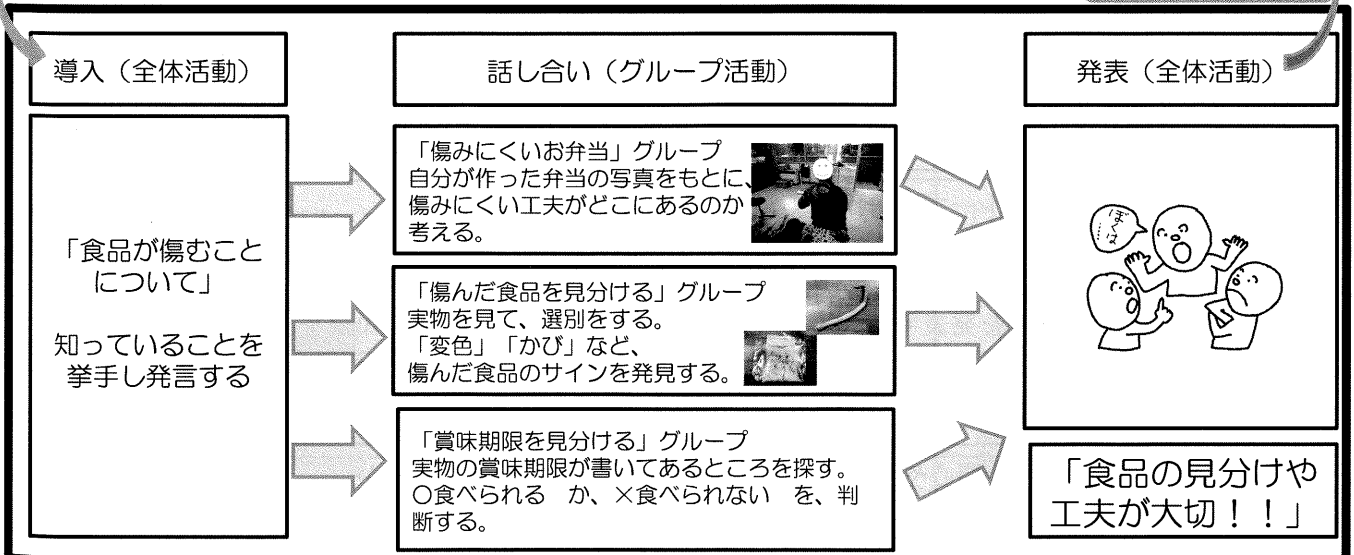 導入（全体活動）
「食品が傷むこと
について」
知っていることを
挙手し発言する
話し合い（グループ活動）
「傷みにくいお弁当」グループ
自分が作った弁当の写真をもとに、
傷みにくい工夫がどこにあるのか
考える。
「傷んだ食品を見分ける」グループ
実物を見て、選別をする。
「変色」「かび」など、
傷んだ食品のサインを発見する。
「賞味期限を見分ける」グループ
実物の賞味期限が書いてあるところを探す。
〇食べられる　か、×食べられない　を、判
断する。
発表（全体活動）
ぼくは
……
「食品の見分けや
工夫が大切！！」